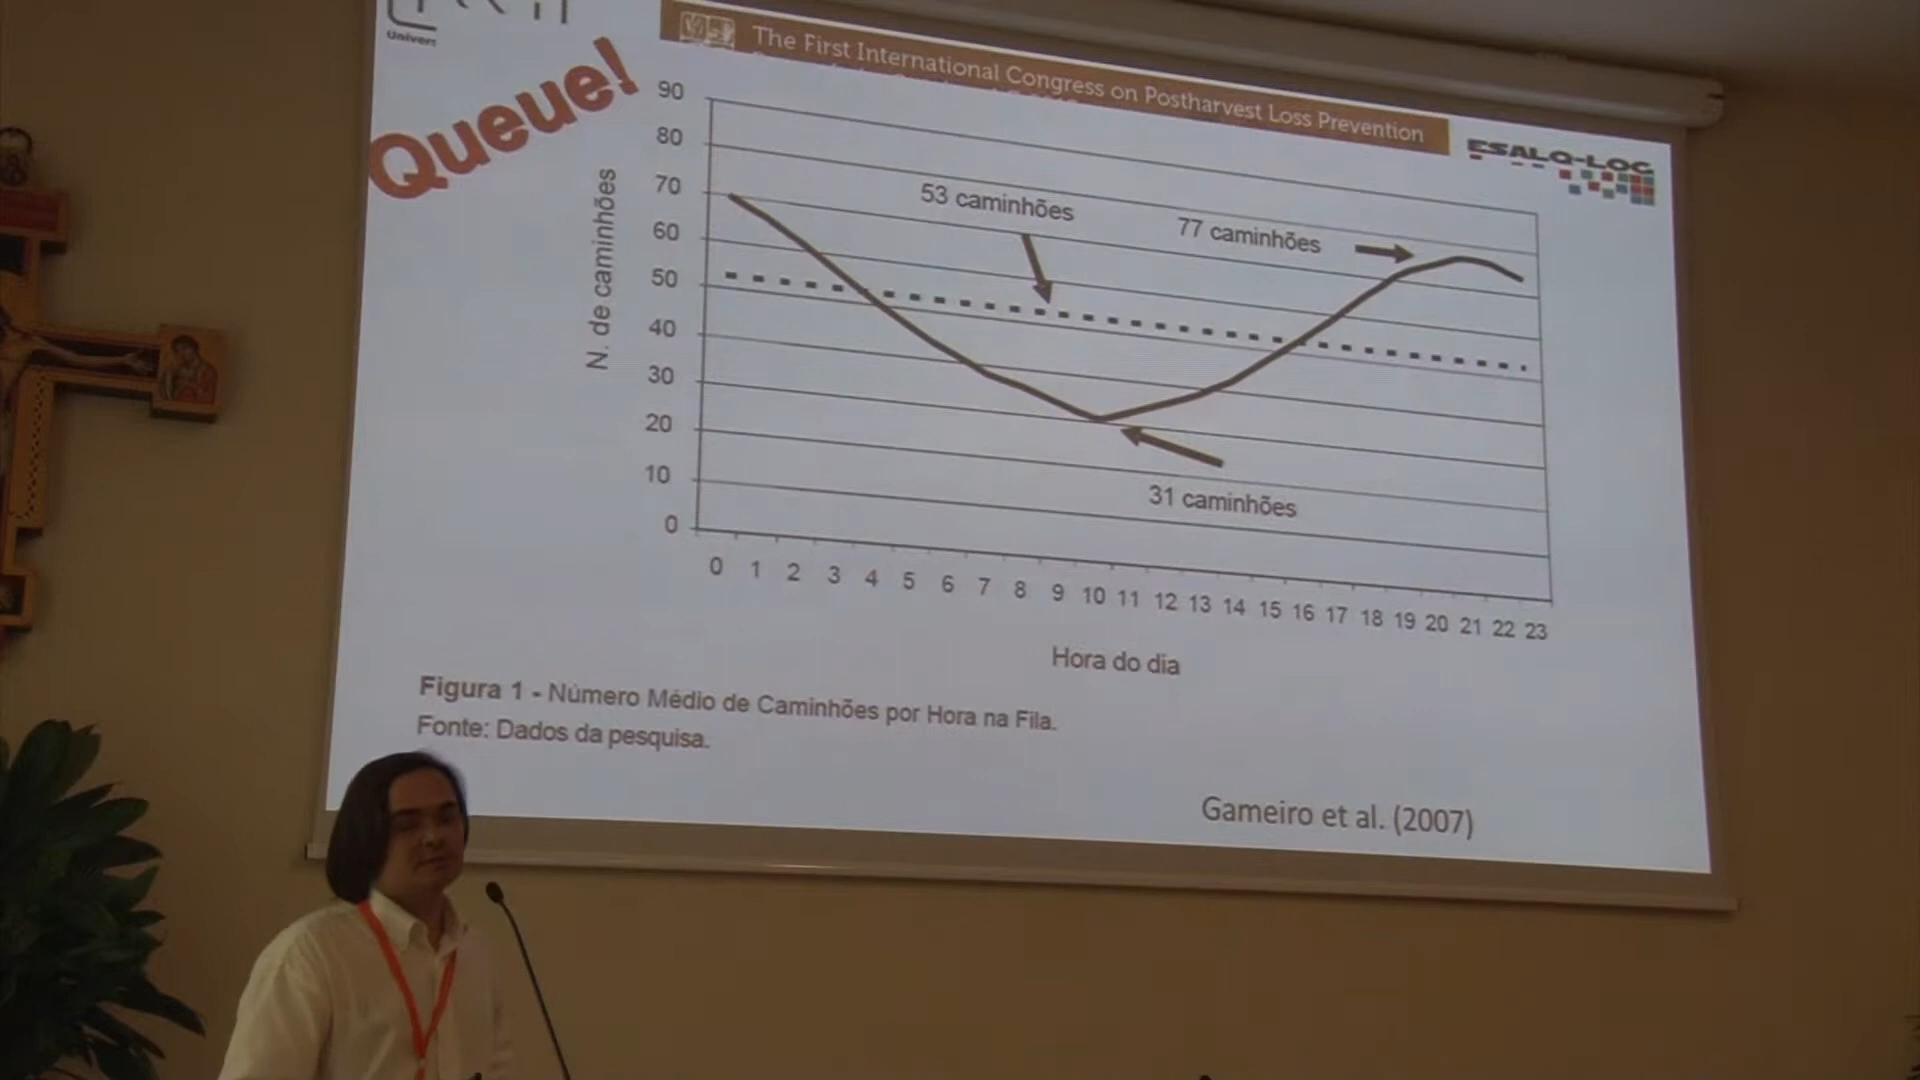 Univers
Queue!
The First International Congress on Postharvest Loss Prevention
ESALQ-LOG
90
80
70
60
50
40
30
20
10
0
N. de caminhões
53 caminhões
77 caminhões
31 caminhões
0 1 2 3 4 5 6 7 8 9 10 11 12 13 14 15 16 17 18 19 20 21 22 23
Hora do dia
Figura 1 - Número Médio de Caminhões por Hora na Fila.
Fonte: Dados da pesquisa.
Gameiro et al. (2007)